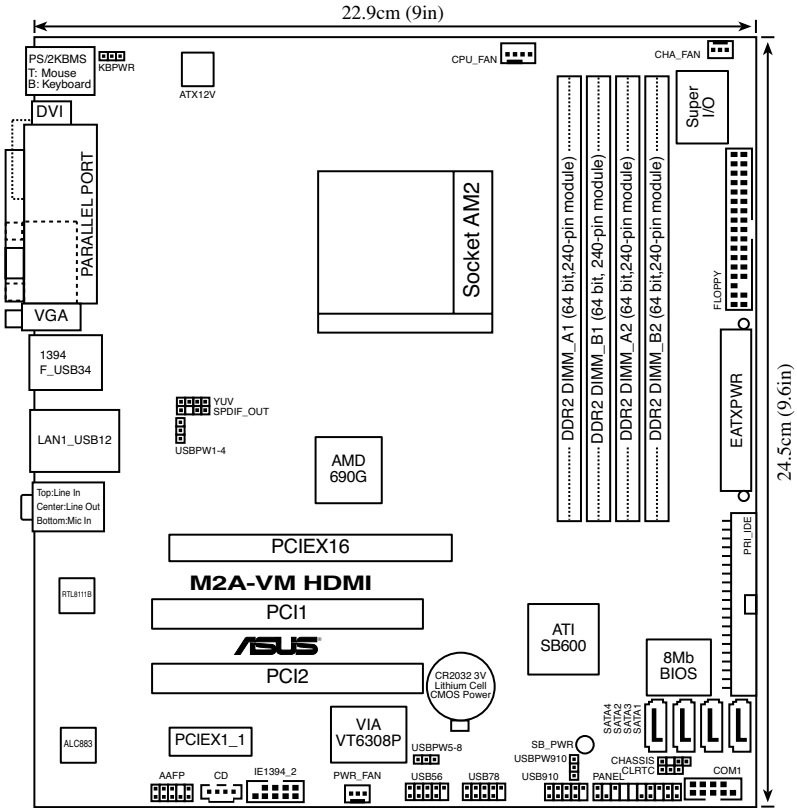 22.9cm (9in)
PS/2KBMS
T: Mouse
B: Keyboard
KBPWR
ATX12V
CPU_FAN
CHA_FAN
Super
I/O
DVI
PARALLEL PORT
VGA
1394
F_USB34
LAN1_USB12
Top:Line In
Center:Line Out
Bottom:Mic In
YUV
SPDIF_OUT
USBPW1-4
Socket AM2
DDR2 DIMM_A1 (64 bit,240-pin module)
DDR2 DIMM_B1 (64 bit, 240-pin module)
DDR2 DIMM_A2 (64 bit,240-pin module)
DDR2 DIMM_B2 (64 bit,240-pin module)
FLOPPY
EATXPWR
24.5cm (9.6in)
AMD
690G
PCIEX16
M2A-VM HDMI
PRI_IDE
RTL8111B
PCI1
ASUS
PCI2
ATI
SB600
8Mb
BIOS
CR2032 3V
Lithium Cell
CMOS Power
SATA4
SATA2
SATA3
SATA1
ALC883
PCIEX1_1
VIA
VT6308P
USBPW5-8
SB_PWR
USBPW910
CHASSIS
CLRTC
AAFP
CD
IE1394_2
PWR_FAN
USB56
USB78
USB910
PANEL
COM1